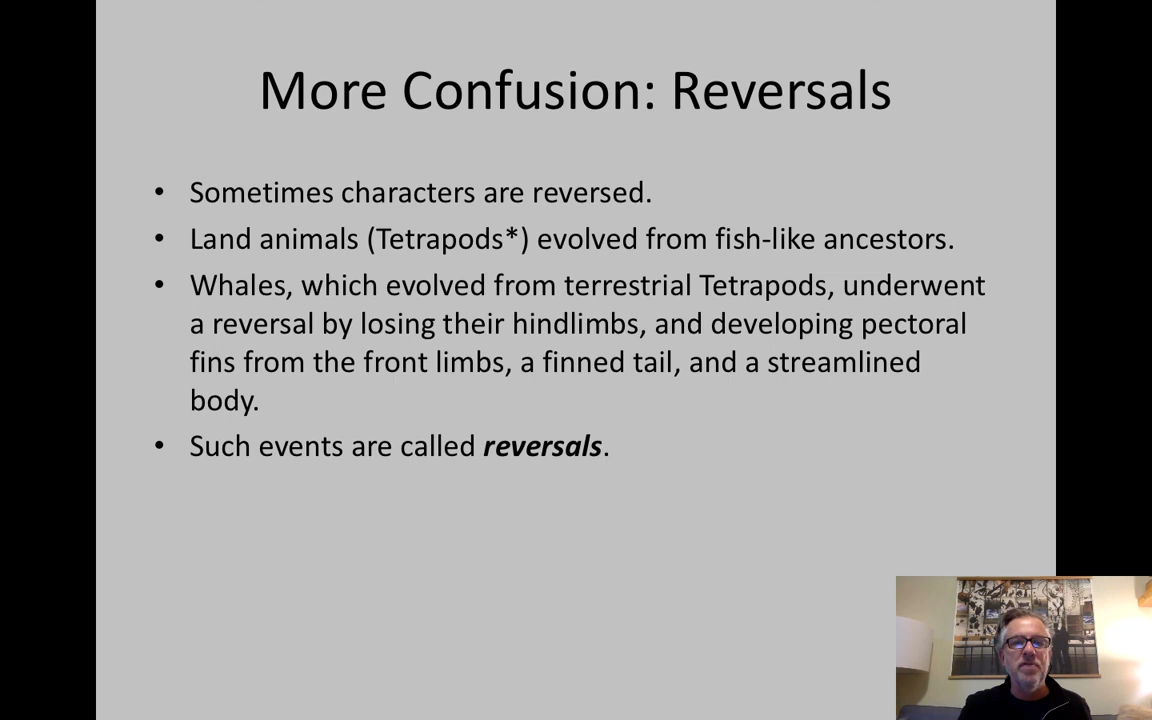 More Confusion: Reversals
• Sometimes characters are reversed.
• Land animals (Tetrapods*) evolved from fish-like ancestors.
• Whales, which evolved from terrestrial Tetrapods, underwent
a reversal by losing their hindlimbs, and developing pectoral
fins from the front limbs, a finned tail, and a streamlined
body.
• Such events are called reversals.